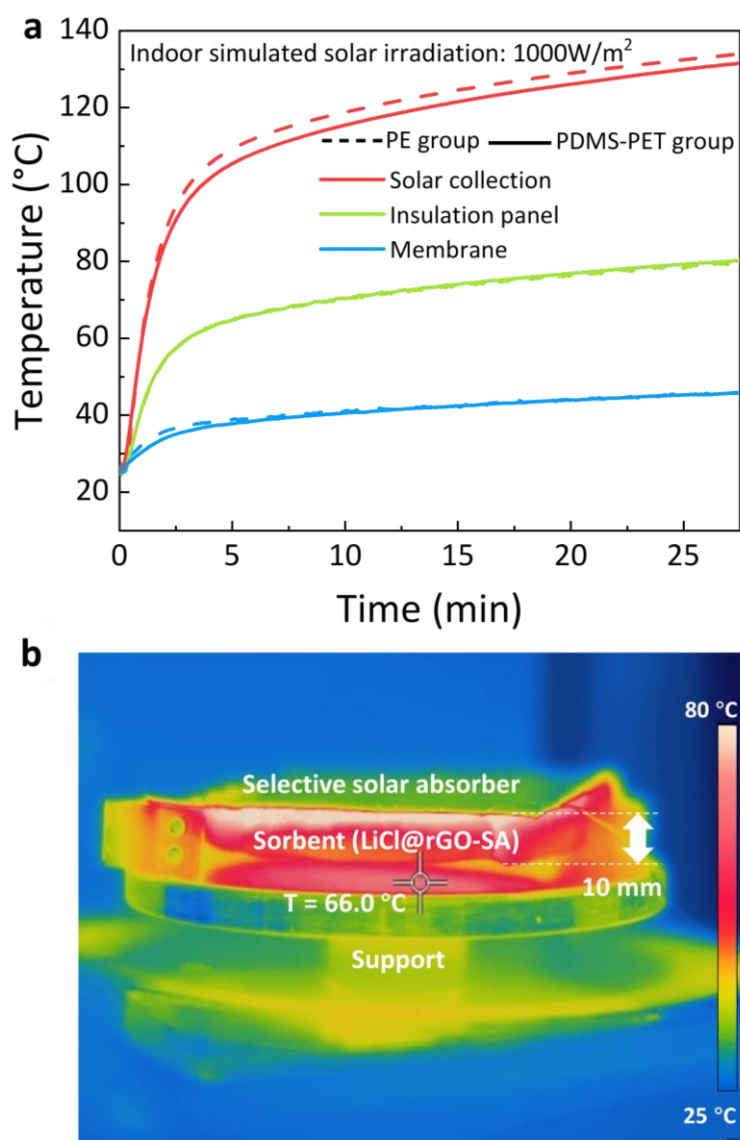 a
Indoor simulated solar irradiation: 1000W/m²
PE group PDMS-PET group
Solar collection
Insulation panel
Membrane
Temperature (°C)
140
120
100
80
60
40
20
0 5 10 15 20 25
Time (min)
b
80 °C
Selective solar absorber
Sorbent (LiCl@rGO-SA)
10 mm
T = 66.0 °C
Support
25 °C